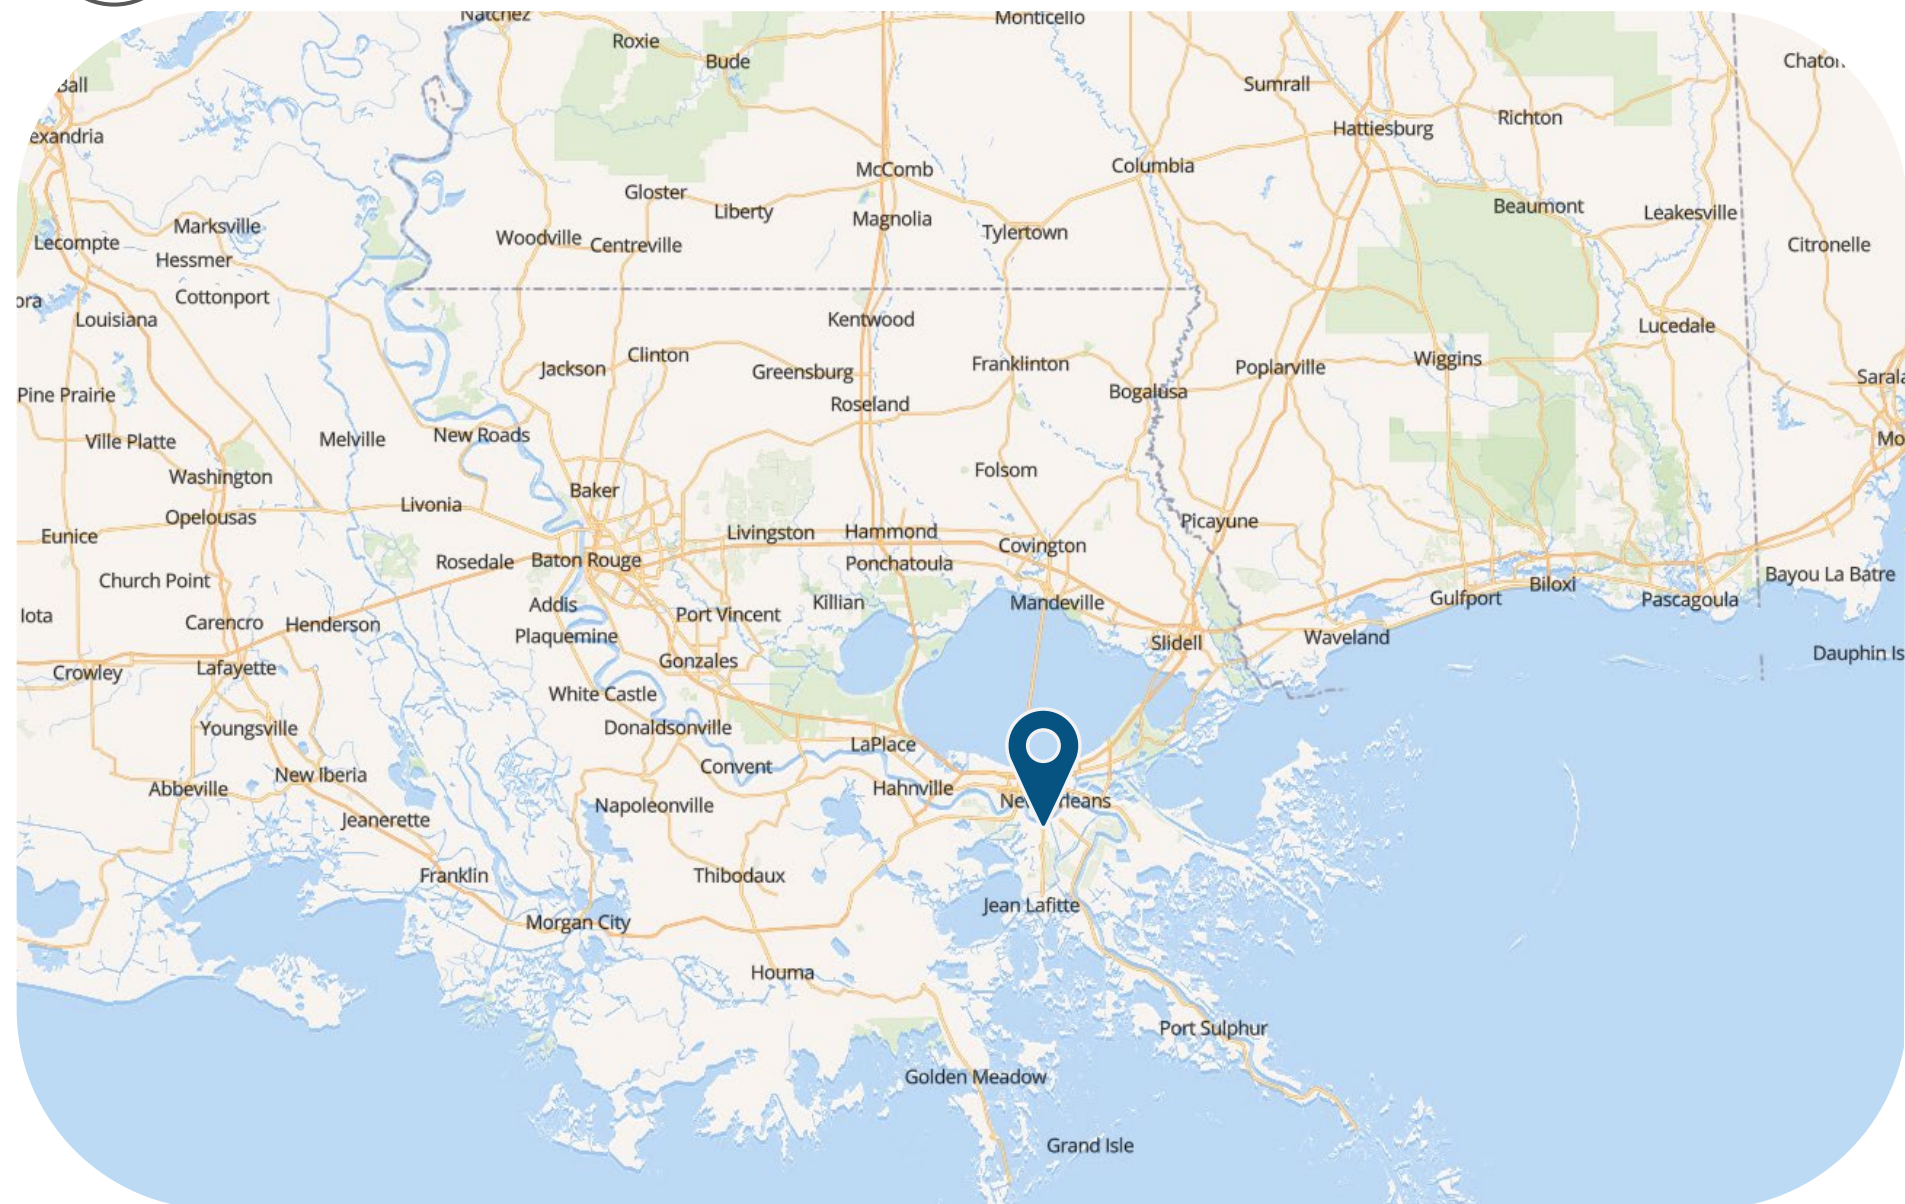 Natchez
Monticello
Roxie
Bude
Ball
Sumrall
Richton
Hattiesburg
exandria
McComb
Columbia
Gloster
Liberty
Magnolia
Beaumont
Leakesville
Marksville
Woodville
Centreville
Tylertown
Lecompte
Hessmer
Citronelle
Cottonport
ora
Louisiana
Kentwood
Lucedale
Jackson
Clinton
Greensburg
Franklinton
Poplarville
Wiggins
Pine Prairie
Roseland
Bogalusa
Ville Platte
Melville
New Roads
Washington
Folsom
Baker
Livonia
Opelousas
Eunice
Livingston
Hammond
Picayune
Rosedale
Baton Rouge
Ponchatoula
Covington
Church Point
Addis
Killian
Mandeville
Gulfport
Biloxi
Pascagoula
Bayou La Batre
Iota
Carencro
Henderson
Port Vincent
Plaquemine
Slidell
Waveland
Crowley
Lafayette
Gonzales
Dauphin Is
White Castle
Youngsville
Donaldsonville
LaPlace
New Iberia
Convent
Abbeville
Hahnville
Napoleonville
Jeanerette
Franklin
Thibodaux
Jean Lafitte
Morgan City
Houma
Port Sulphur
Golden Meadow
Grand Isle